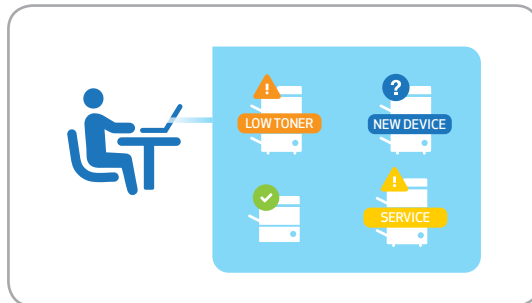 !
LOW TONER
?
NEW DEVICE
!
SERVICE